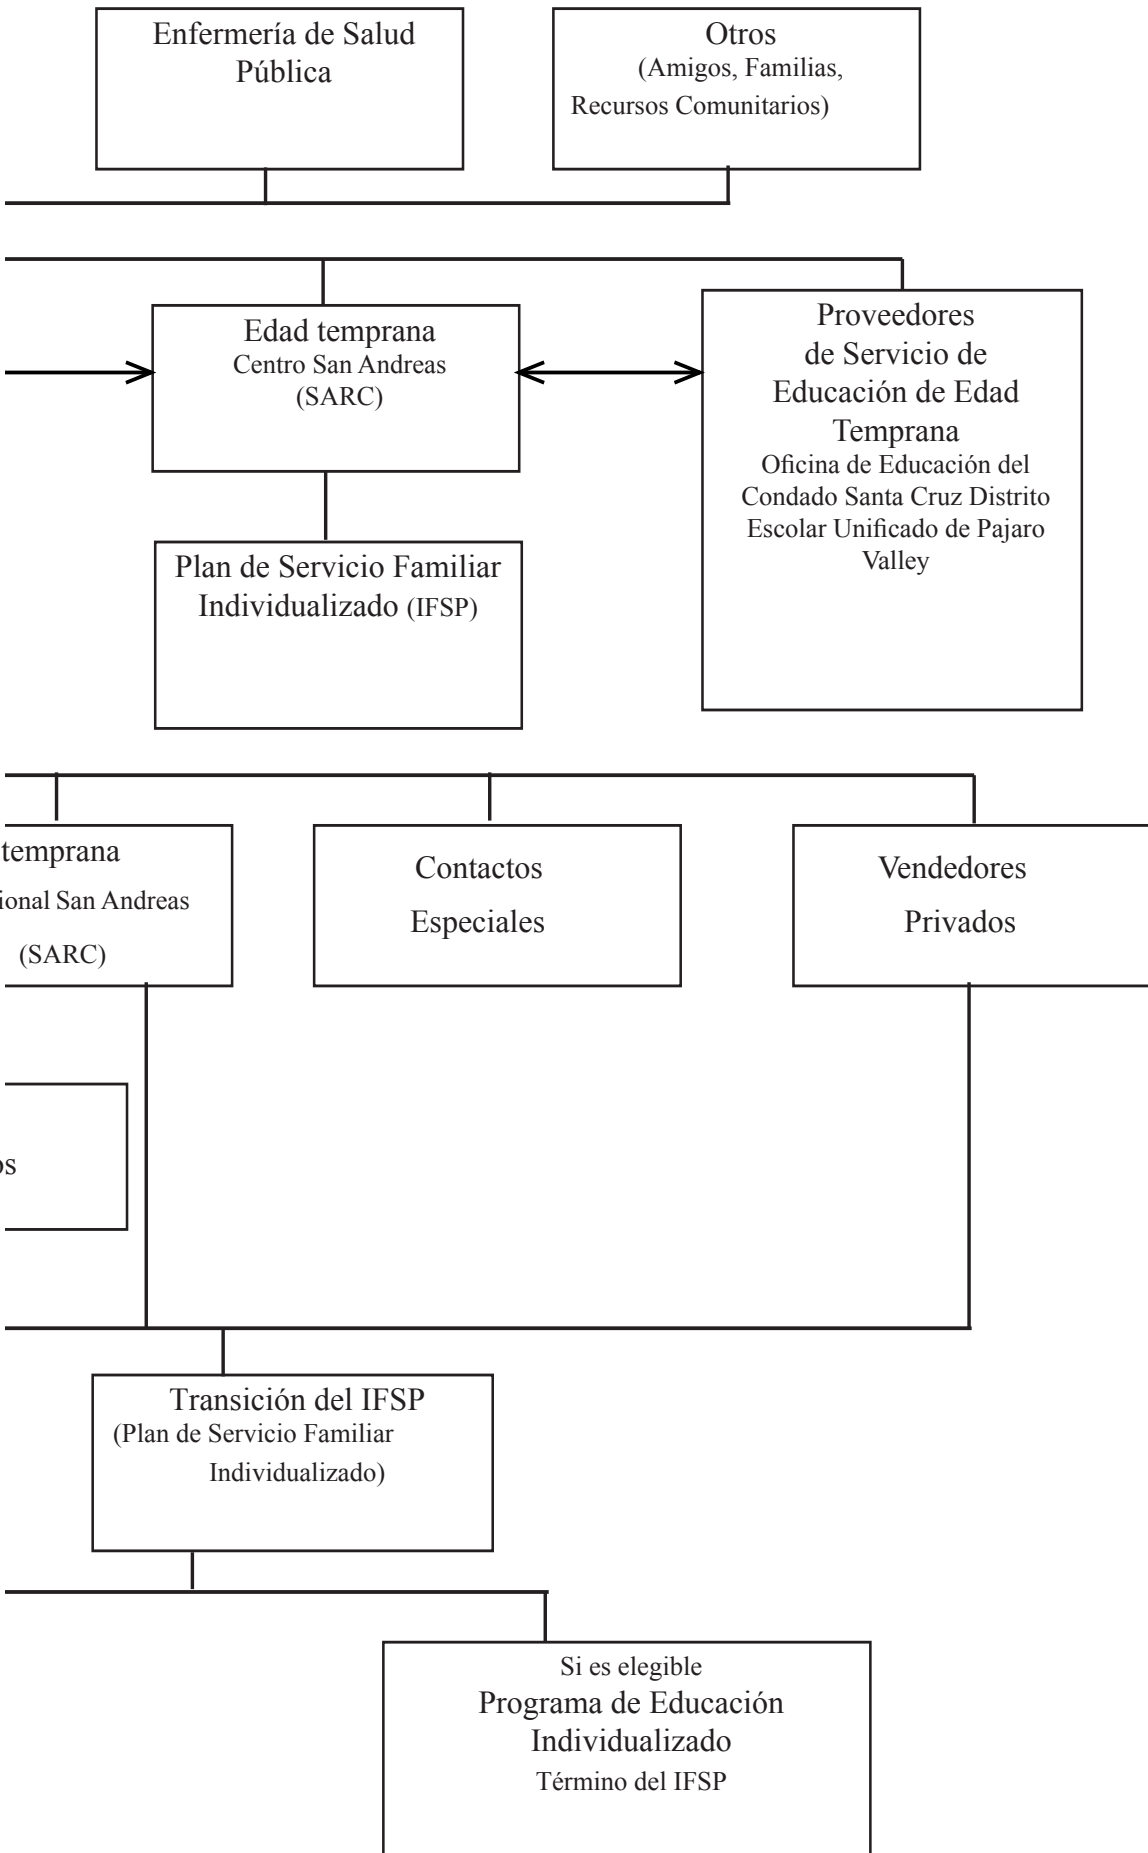 Enfermería de Salud
Pública
Otros
(Amigos, Familias,
Recursos Comunitarios)
Edad temprana
Centro San Andreas
(SARC)
Proveedores
de Servicio de
Educación de Edad
Temprana
Oficina de Educación del
Condado Santa Cruz Distrito
Escolar Unificado de Pajaro
Valley
Plan de Servicio Familiar
Individualizado (IFSP)
temprana
ional San Andreas
(SARC)
Contactos
Especiales
Vendedores
Privados
os
Transición del IFSP
(Plan de Servicio Familiar
Individualizado)
Si es elegible
Programa de Educación
Individualizado
Término del IFSP